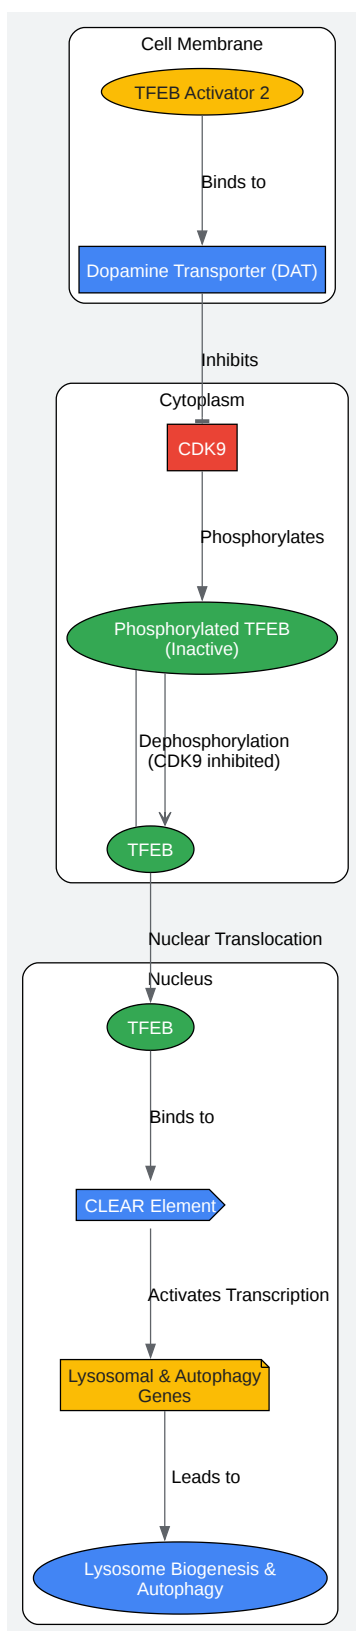 Cell Membrane
TFEB Activator 2
Binds to
Dopamine Transporter (DAT)
Inhibits
Cytoplasm
CDK9
Phosphorylates
Phosphorylated TFEB
(Inactive)
Dephosphorylation
(CDK9 inhibited)
TFEB
Nuclear Translocation
Nucleus
TFEB
Binds to
CLEAR Element
Activates Transcription
Lysosomal & Autophagy
Genes
Leads to
Lysosome Biogenesis &
Autophagy